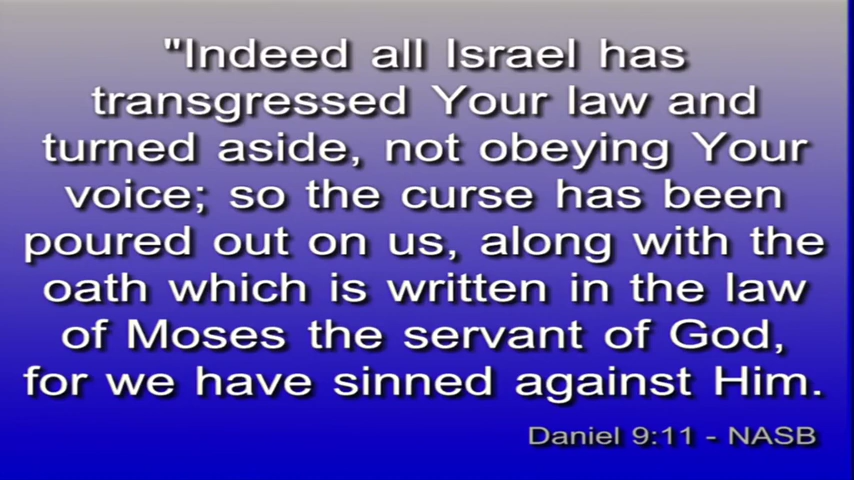 "Indeed all Israel has
transgressed Your law and
turned aside, not obeying Your
voice; so the curse has been
poured out on us, along with the
oath which is written in the law
of Moses the servant of God,
for we have sinned against Him.
Daniel 9:11 - NASB